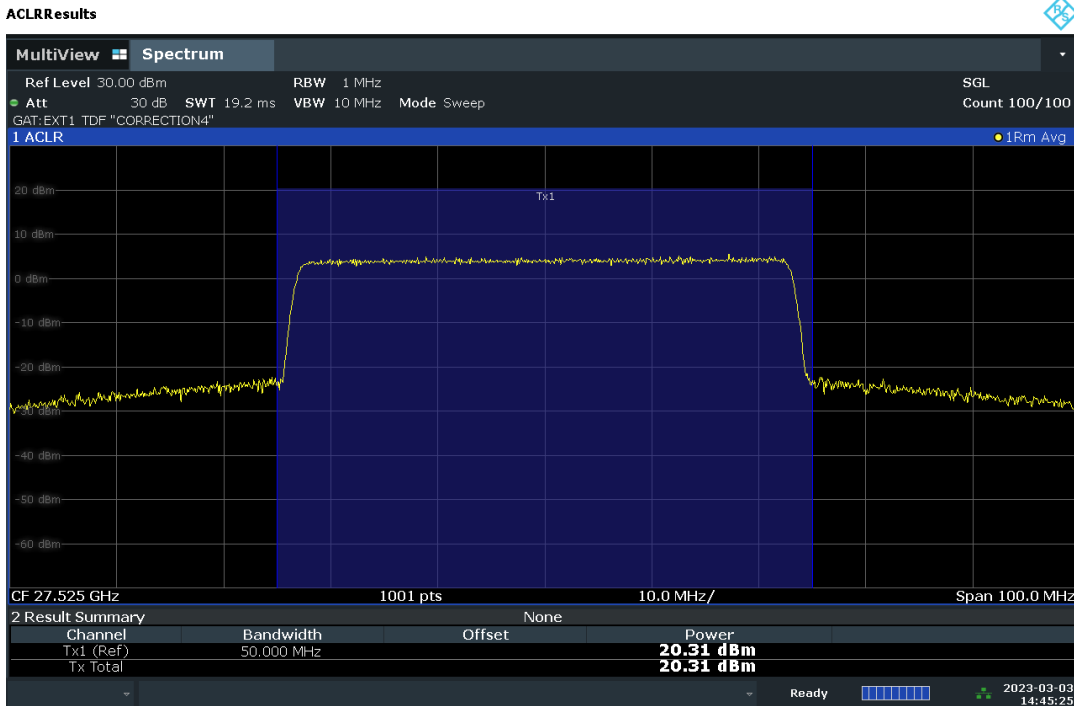 ACLRResults
R&S
MultiView Spectrum
Ref Level 30.00 dBm RBW 1 MHz SGL
Att 30 dB SWT 19.2 ms VBW 10 MHz Mode Sweep Count 100/100
GAT:EXT1 TDF "CORRECTION4"
1 ACLR 1Rm Avg
Tx1
20 dBm
10 dBm
0 dBm
-10 dBm
-20 dBm
-30 dBm
-40 dBm
-50 dBm
-60 dBm
CF 27.525 GHz 1001 pts 10.0 MHz/ Span 100.0 MHz
2 Result Summary None
Channel Bandwidth Offset Power
Tx1 (Ref) 50.000 MHz 20.31 dBm
Tx Total 20.31 dBm
Ready 2023-03-03
14:45:25